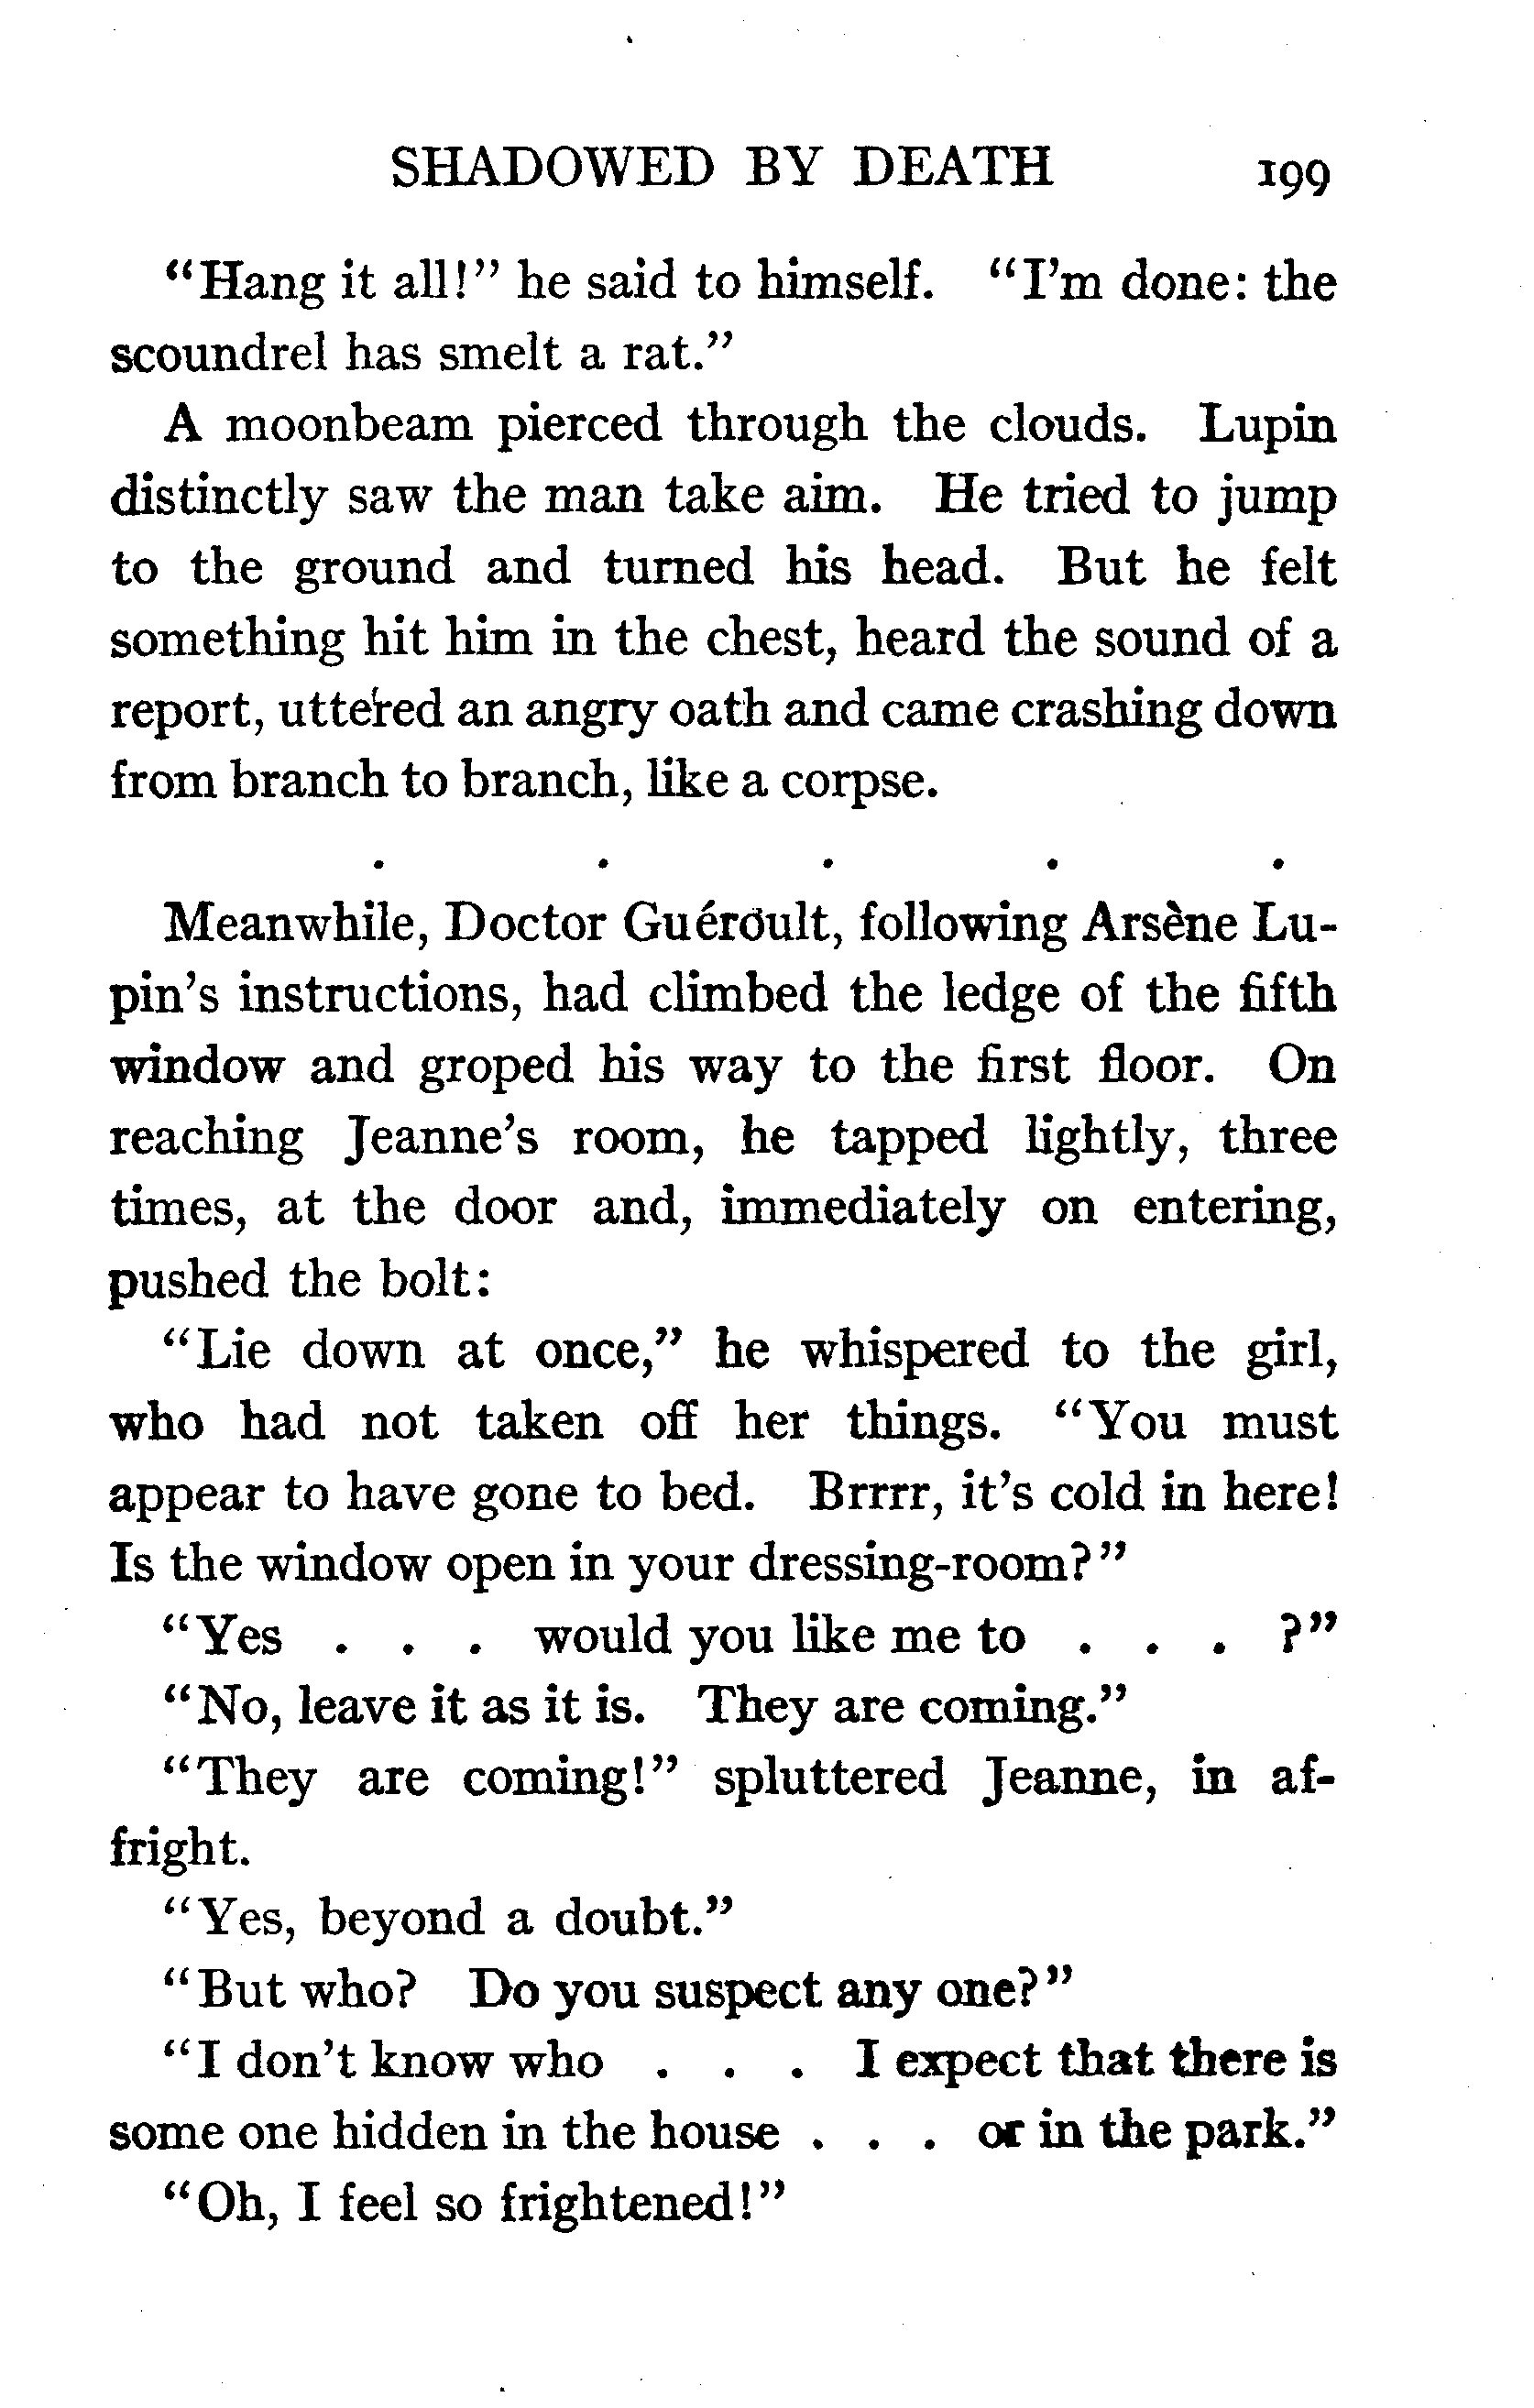 SHADOWED BY DEATH 199
“Hang it all!” he said to himself. “I'm done: the
scoundrel has smelt a rat.”
A moonbeam pierced through the clouds. Lupin
distinctly saw the man take aim. He tried to jump
to the ground and turned his head. But he felt
something hit him in the chest, heard the sound of a
report, uttered an angry oath and came crashing down
from branch to branch, like a corpse.
. . . . .
Meanwhile, Doctor Guéroult, following Arsène Lu-
pin's instructions, had climbed the ledge of the fifth
window and groped his way to the first floor. On
reaching Jeanne's room, he tapped lightly, three
times, at the door and, immediately on entering,
pushed the bolt:
“Lie down at once,” he whispered to the girl,
who had not taken off her things. “You must
appear to have gone to bed. Brrrr, it's cold in here!
Is the window open in your dressing-room?”
“Yes . . . would you like me to . . . ?”
“No, leave it as it is. They are coming.”
“They are coming!” spluttered Jeanne, in af-
fright.
“Yes, beyond a doubt.”
“But who? Do you suspect any one?”
“I don't know who . . . I expect that there is
some one hidden in the house . . . or in the park.”
“Oh, I feel so frightened!”